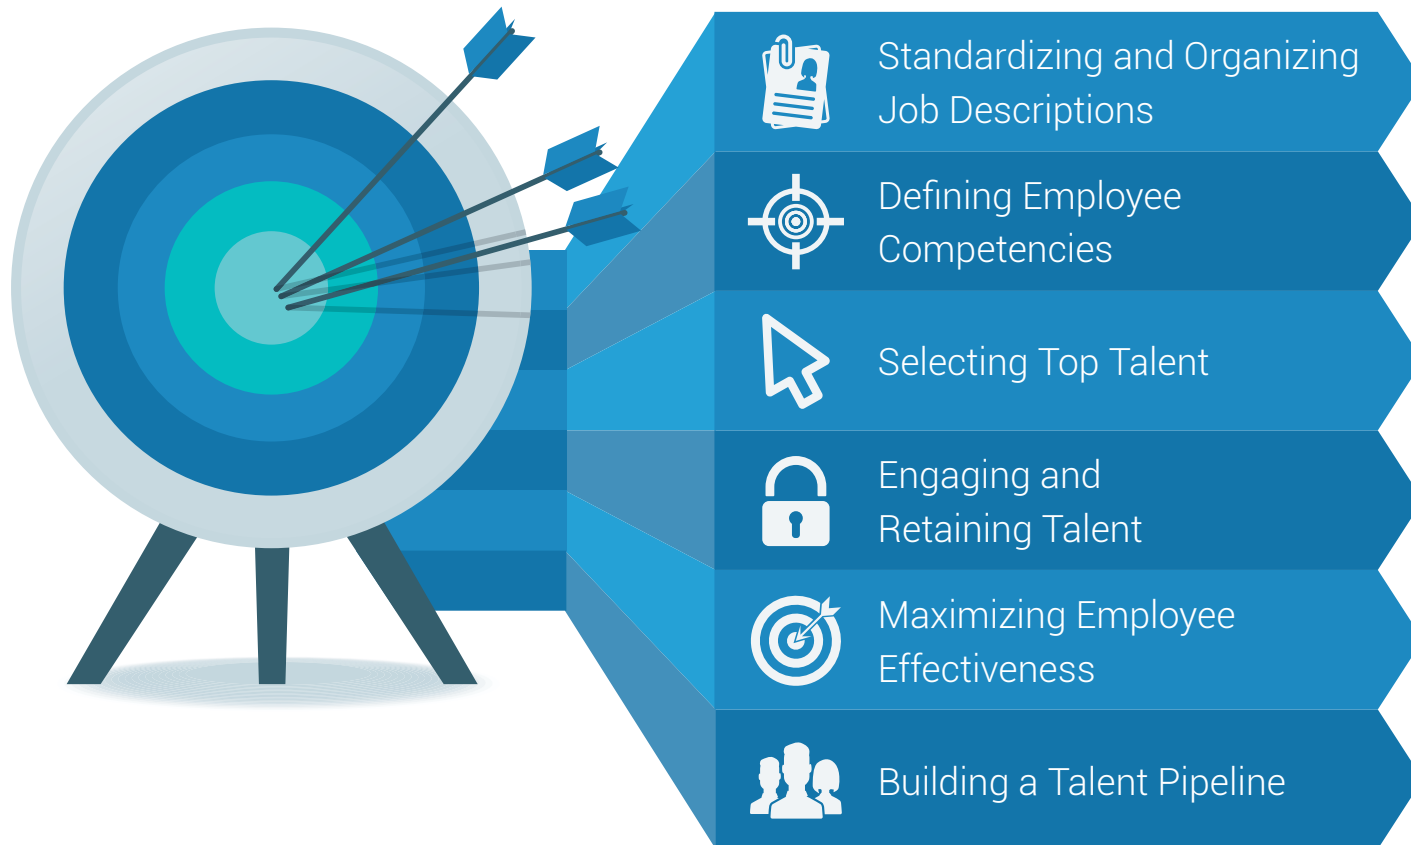 Standardizing and Organizing
Job Descriptions
Defining Employee
Competencies
Selecting Top Talent
Engaging and
Retaining Talent
Maximizing Employee
Effectiveness
Building a Talent Pipeline